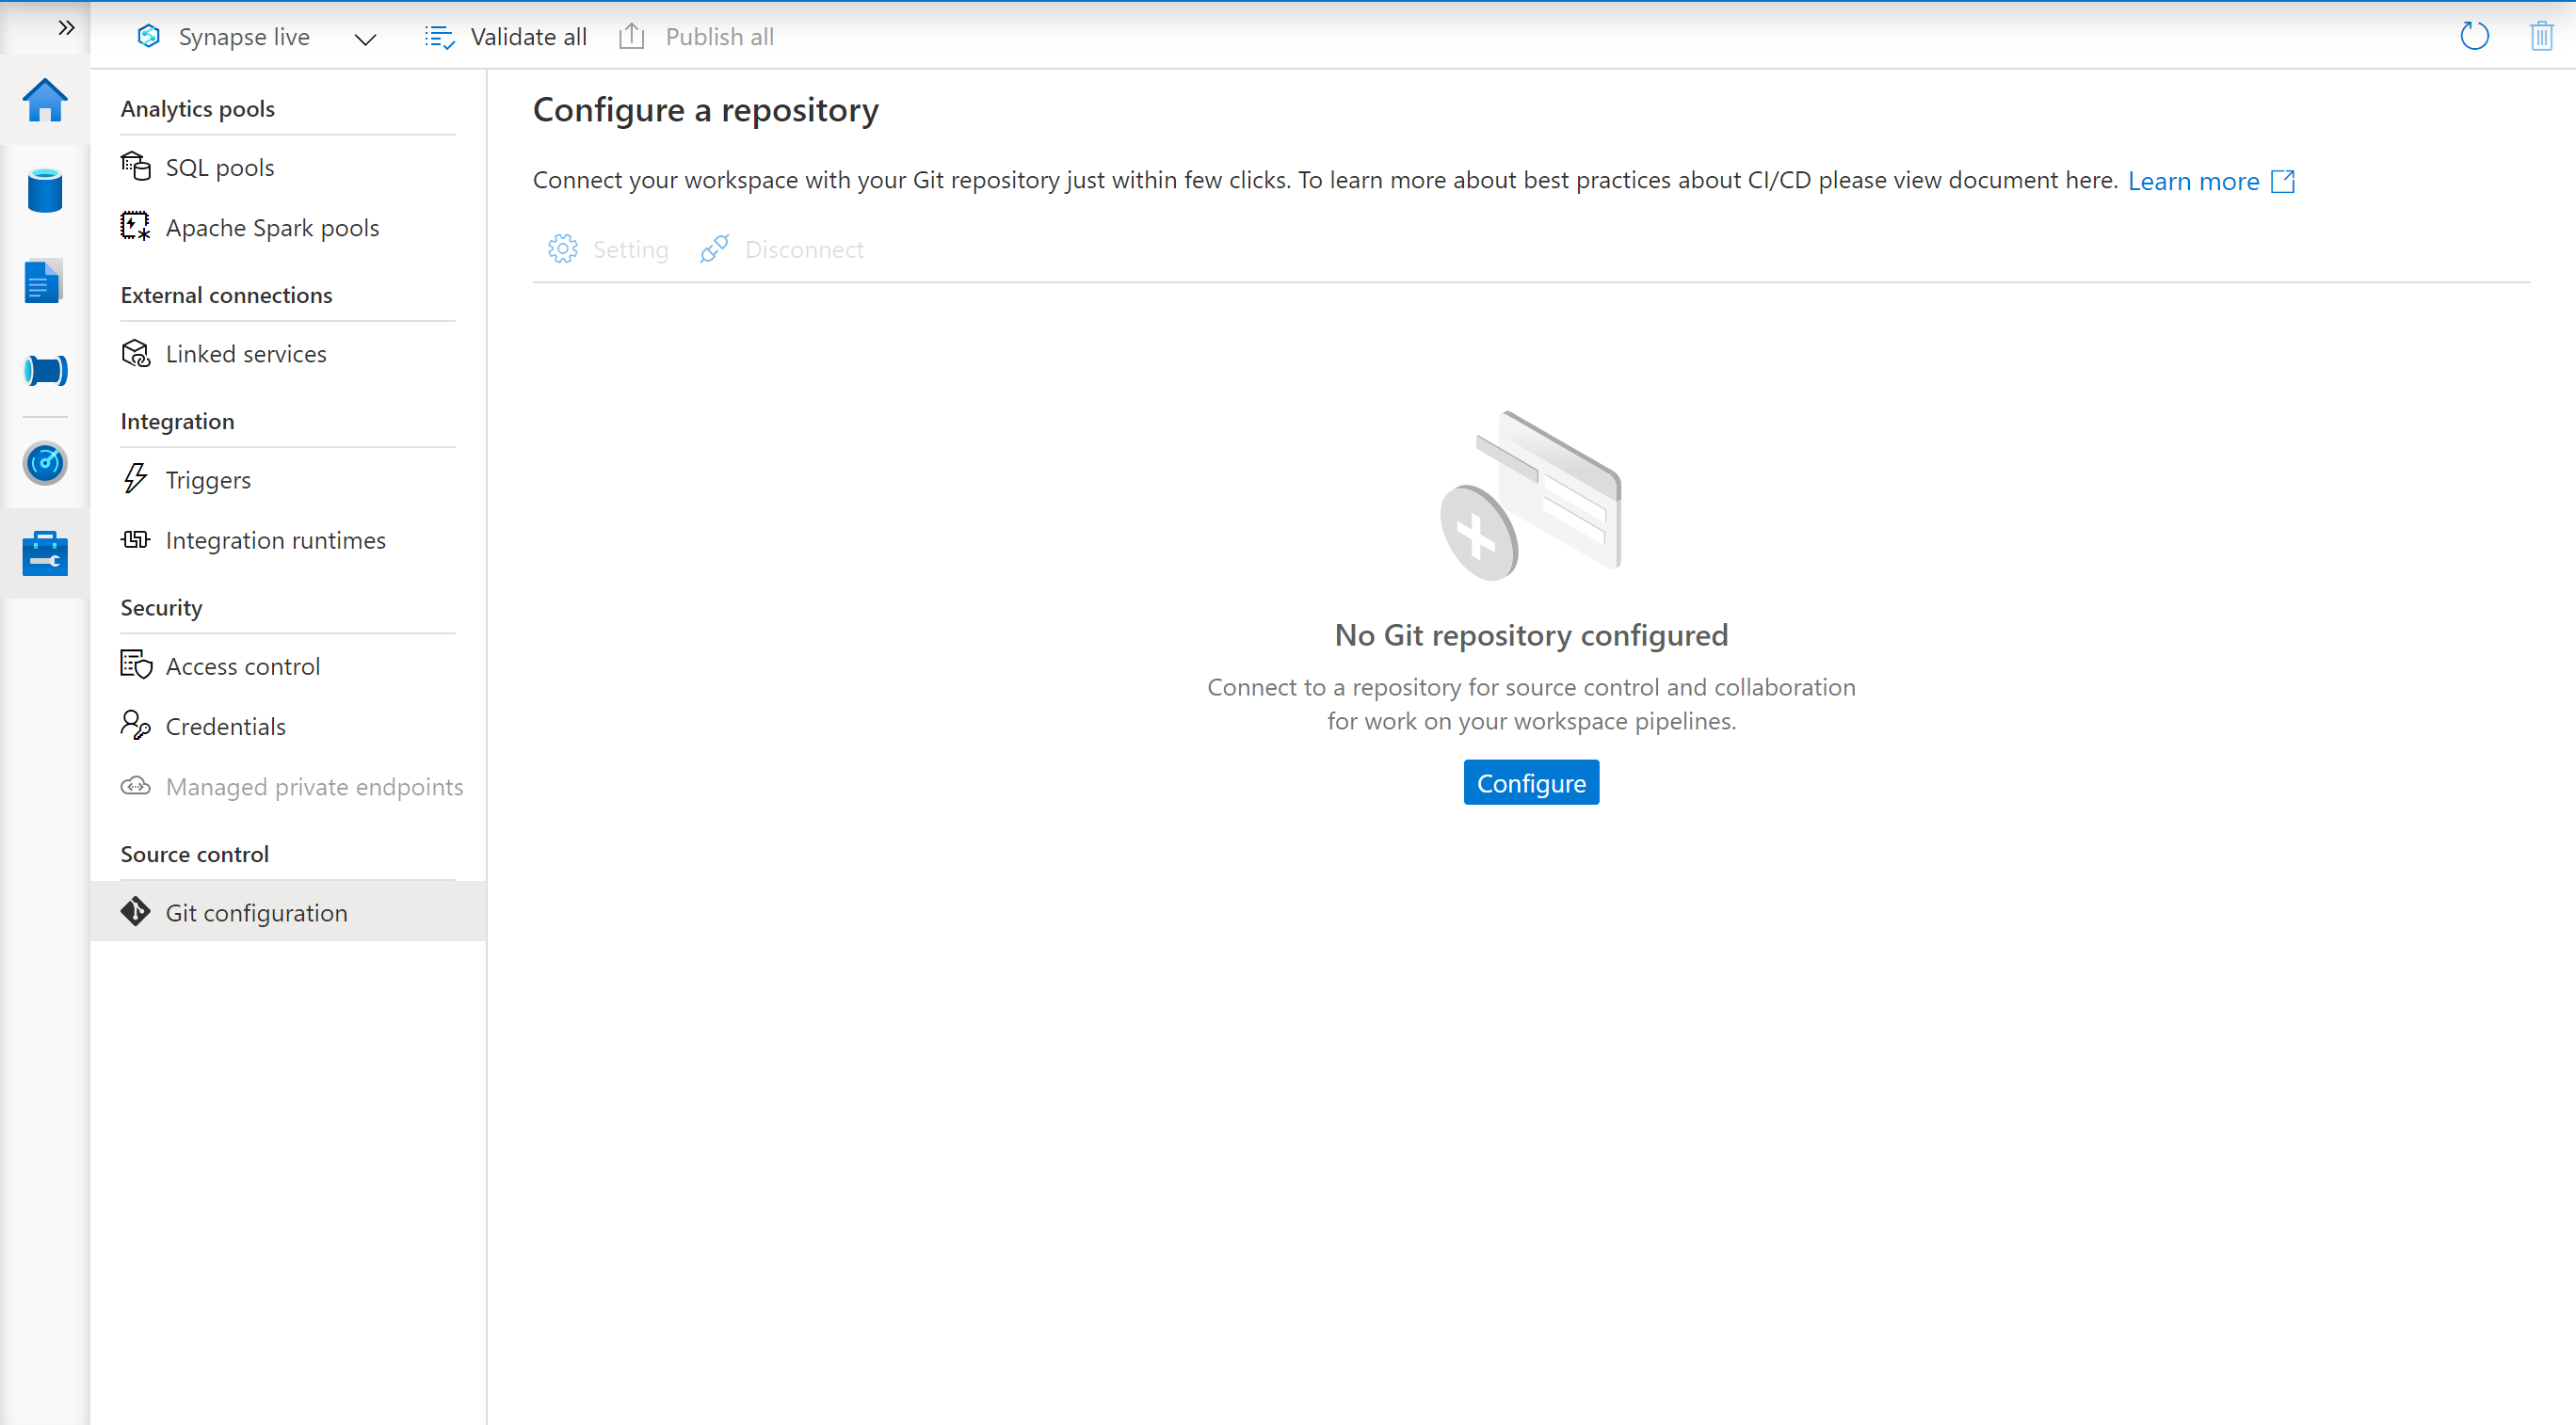 Synapse live
Validate all
Publish all
Analytics pools
SQL pools
Apache Spark pools
External connections
Linked services
Integration
Triggers
Integration runtimes
Security
Access control
Credentials
Managed private endpoints
Source control
Git configuration
Configure a repository
Connect your workspace with your Git repository just within few clicks. To learn more about best practices about CI/CD please view document here. Learn more
Setting
Disconnect
No Git repository configured
Connect to a repository for source control and collaboration
for work on your workspace pipelines.
Configure